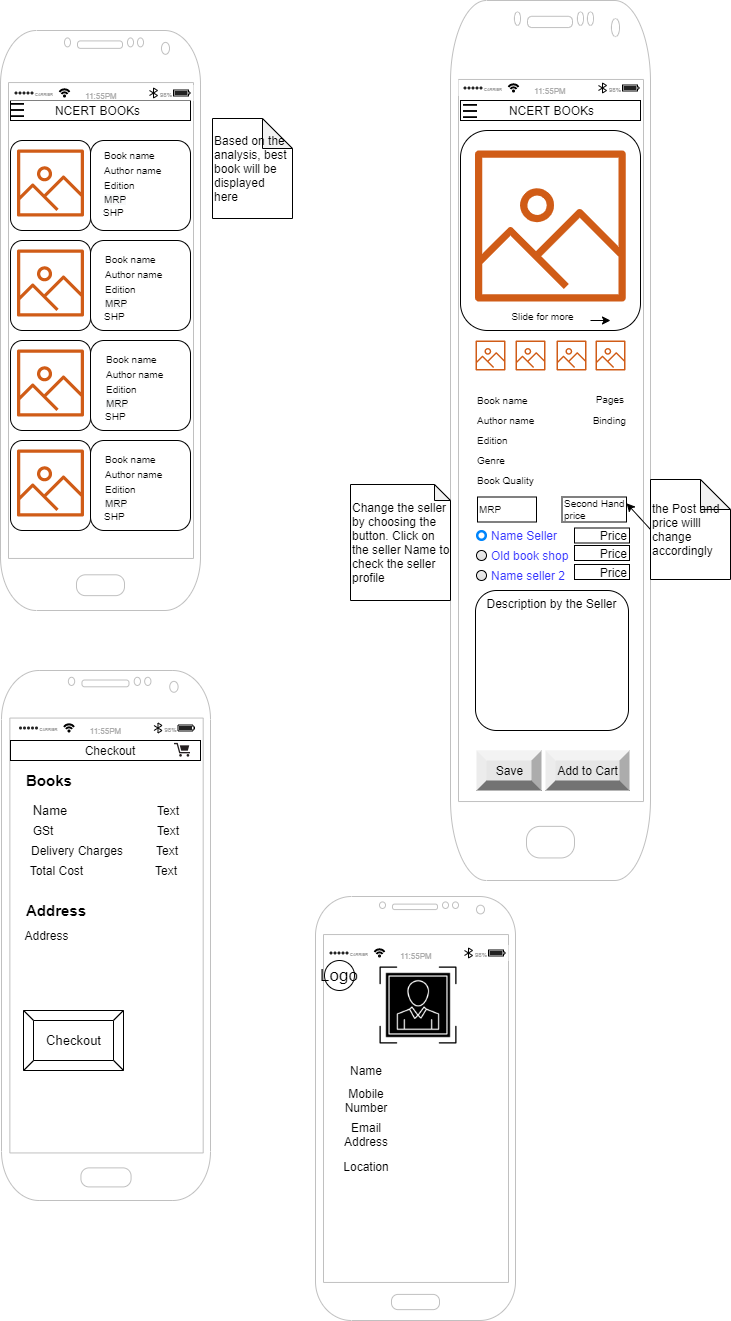 CARRIER 11:55PM 98%
NCERT BOOKs
Book name
Author name
Edition
MRP
SHP
Book name
Author name
Edition
MRP
SHP
Book name
Author name
Edition
MRP
SHP
Book name
Author name
Edition
MRP
SHP
Based on the
analysis, best
book will be
displayed
here
CARRIER 11:55PM 98%
NCERT BOOKs
Slide for more
Book name Pages
Author name Binding
Edition
Genre
Book Quality
MRP
Second Hand
price
Name Seller Price
Old book shop Price
Name seller 2 Price
Description by the Seller
Save Add to Cart
Change the seller
by choosing the
button. Click on
the seller Name to
check the seller
profile
the Post and
price willl
change
accordingly
CARRIER 11:55PM 98%
Checkout
Books
Name Text
GSt Text
Delivery Charges Text
Total Cost Text
Address
Address
Checkout
CARRIER 11:55PM 98%
Logo
Name
Mobile
Number
Email
Address
Location